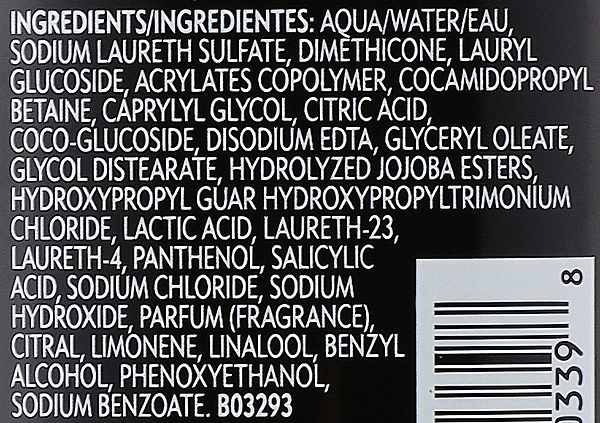 INGREDIENTS/INGREDIENTES: AQUA/WATER/EAU,
SODIUM LAURETH SULFATE, DIMETHICONE, LAURYL
GLUCOSIDE, ACRYLATES COPOLYMER, COCAMIDOPROPYL
BETAINE, CAPRYLYL GLYCOL, CITRIC ACID,
COCO-GLUCOSIDE, DISODIUM EDTA, GLYCERYL OLEATE,
GLYCOL DISTEARATE, HYDROLYZED JOJOBA ESTERS,
HYDROXYPROPYL GUAR HYDROXYPROPYLTRIMONIUM
CHLORIDE, LACTIC ACID, LAURETH-23,
LAURETH-4, PANTHENOL, SALICYLIC
ACID, SODIUM CHLORIDE, SODIUM
HYDROXIDE, PARFUM (FRAGRANCE),
CITRAL, LIMONENE, LINALOOL, BENZYL
ALCOHOL, PHENOXYETHANOL,
SODIUM BENZOATE. B03293
8
0339